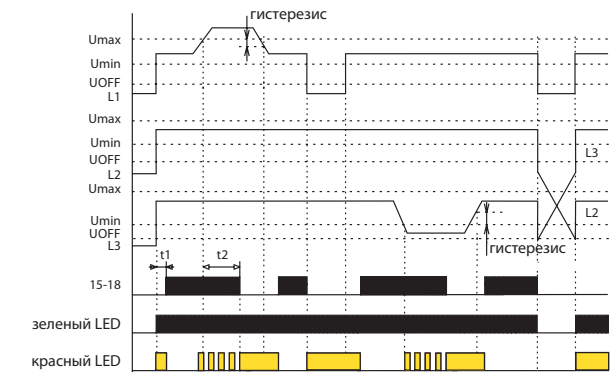 гистерезис
Umax
Umin
UOFF
L1
Umax
Umin
UOFF
L2
L3
Umax
L2
Umin
UOFF
L3
гистерезис
t1
t2
15-18
зеленый LED
красный LED